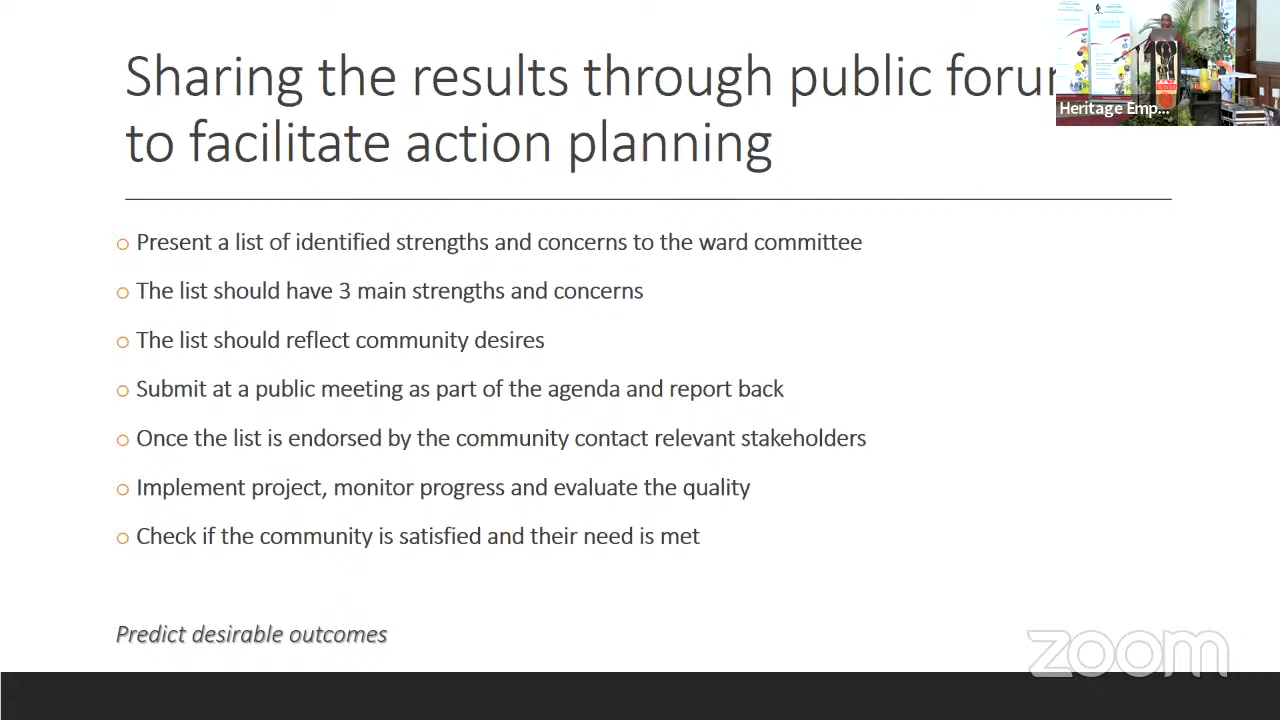 Sharing the results through public foru
to facilitate action planning
Heritage Emp...
Present a list of identified strengths and concerns to the ward committee
The list should have 3 main strengths and concerns
The list should reflect community desires
Submit at a public meeting as part of the agenda and report back
Once the list is endorsed by the community contact relevant stakeholders
Implement project, monitor progress and evaluate the quality
Check if the community is satisfied and their need is met
Predict desirable outcomes
zoom